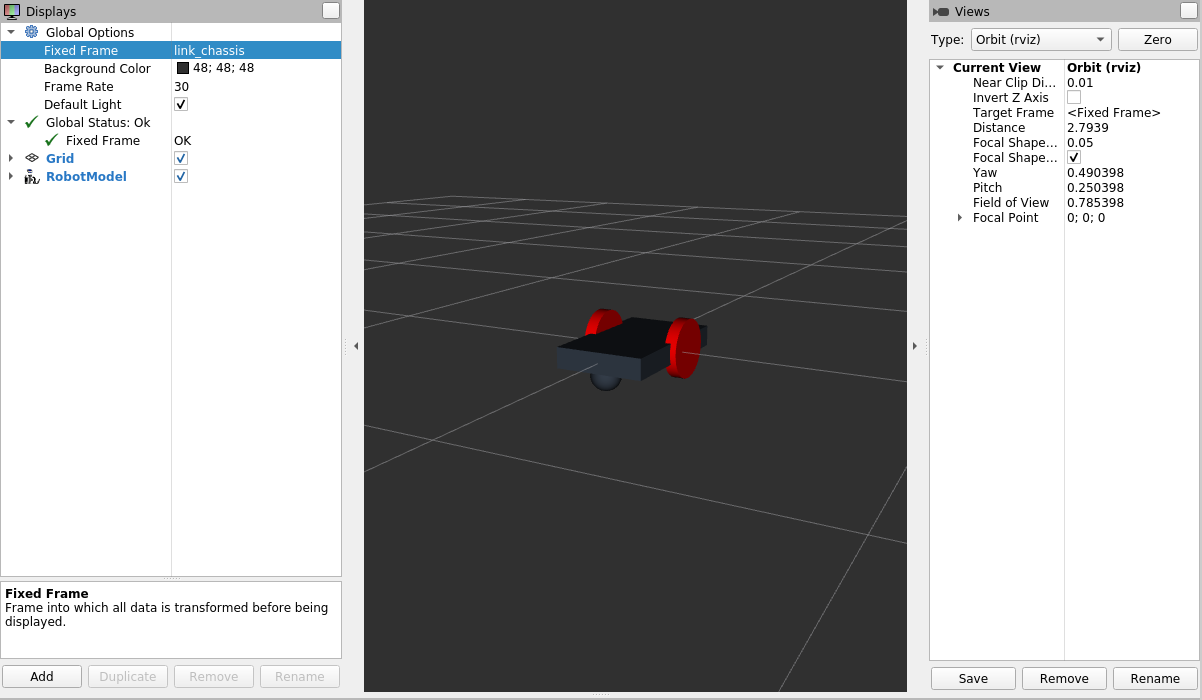 Displays
Global Options
Fixed Frame link_chassis
Background Color 48; 48; 48
Frame Rate 30
Default Light
Global Status: Ok
Fixed Frame OK
Grid
RobotModel
Fixed Frame
Frame into which all data is transformed before being
displayed.
Add Duplicate Remove Rename
Views
Type: Orbit (rviz) Zero
Current View Orbit (rviz)
Near Clip Di... 0.01
Invert Z Axis
Target Frame <Fixed Frame>
Distance 2.7939
Focal Shape... 0.05
Focal Shape...
Yaw 0.490398
Pitch 0.250398
Field of View 0.785398
Focal Point 0; 0; 0
Save Remove Rename